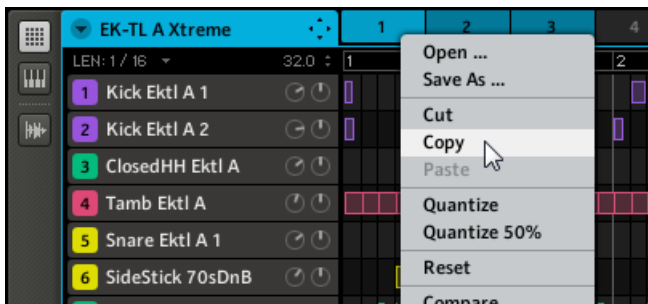 EK-TL A Xtreme
1 2 3 4
LEN: 1 / 16 32.0 1 2
1 Kick Ektl A 1
2 Kick Ektl A 2
3 ClosedHH Ektl A
4 Tamb Ektl A
5 Snare Ektl A 1
6 SideStick 70sDnB
Open ...
Save As ...
Cut
Copy
Paste
Quantize
Quantize 50%
Reset
Compare